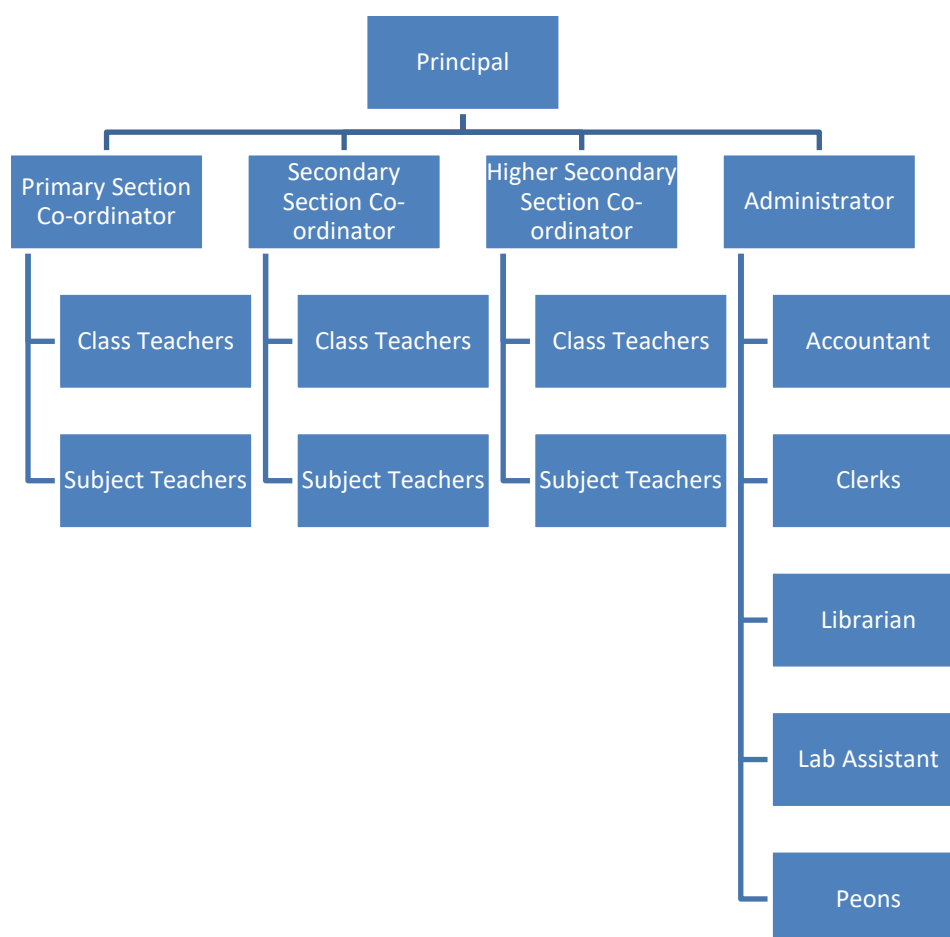 Principal
Primary Section
Co-ordinator
Secondary
Section Co-
ordinator
Higher Secondary
Section Co-
ordinator
Administrator
Class Teachers
Class Teachers
Class Teachers
Accountant
Subject Teachers
Subject Teachers
Subject Teachers
Clerks
Librarian
Lab Assistant
Peons